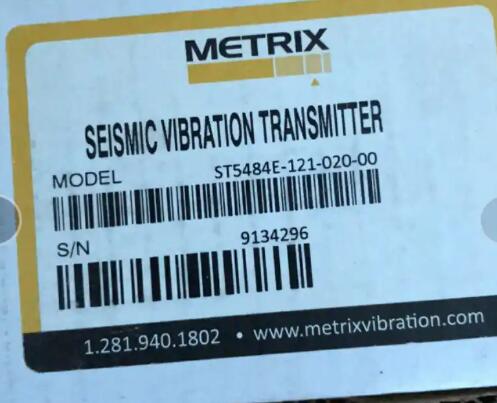 METRIX
SEISMIC VIBRATION TRANSMITTER
MODEL ST5484E-121-020-00
S/N 9134296
1.281.940.1802 • www.metrixvibration.com